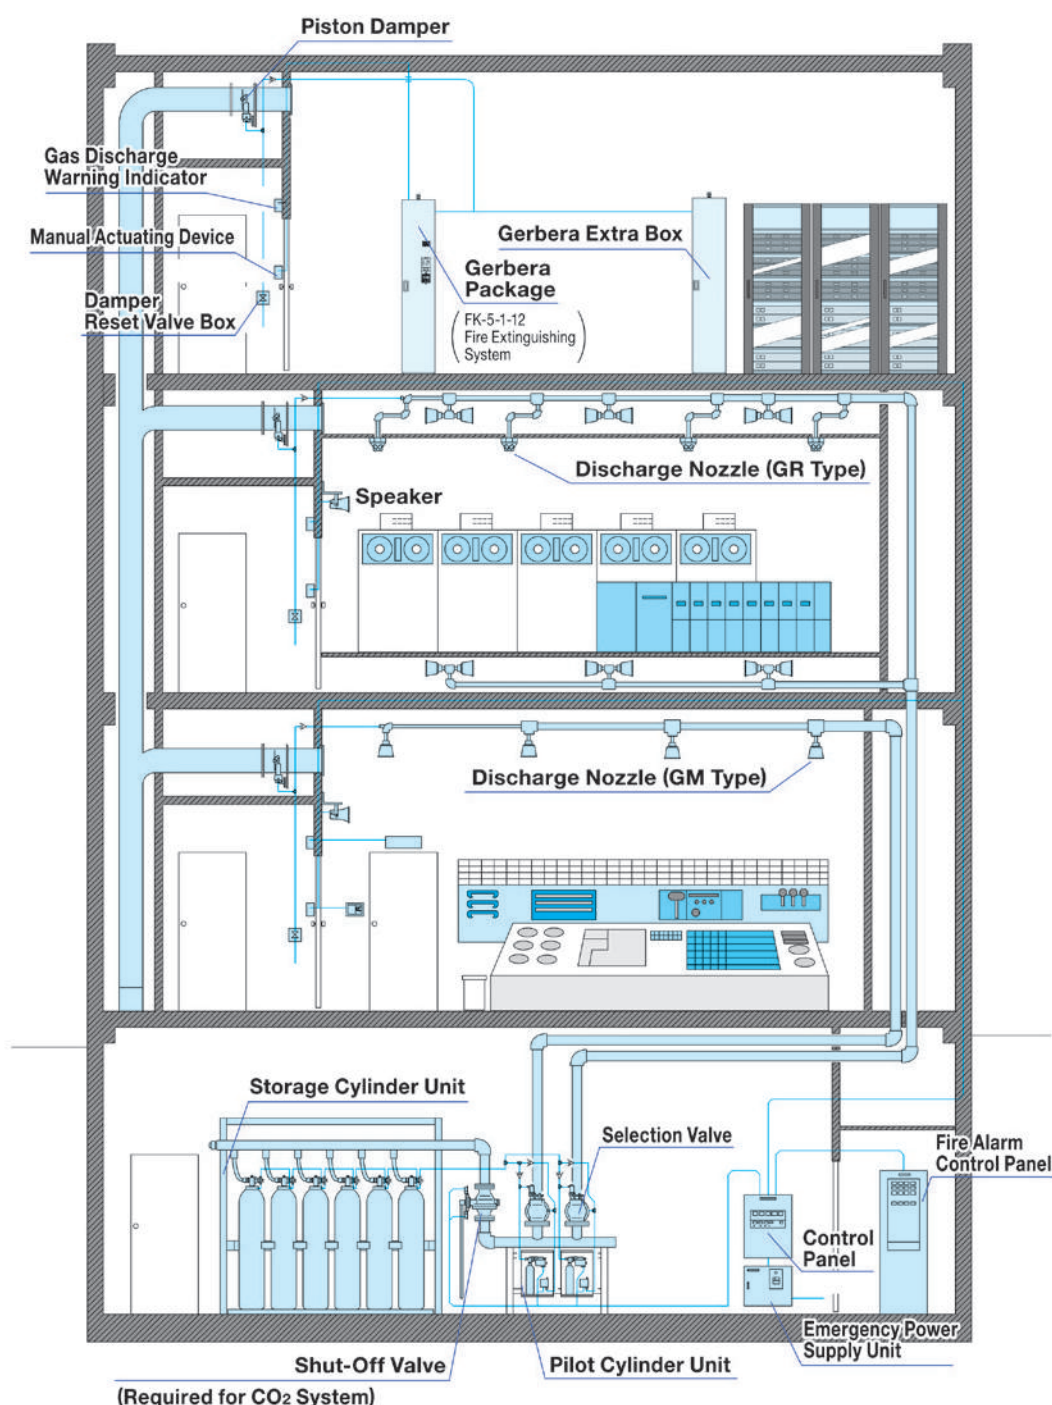 Piston Damper
Gas Discharge
Warning Indicator
Manual Actuating Device
Damper
Reset Valve Box
Gerbera Extra Box
Gerbera
Package
(FK-5-1-12
Fire Extinguishing
System)
Discharge Nozzle (GR Type)
Speaker
Discharge Nozzle (GM Type)
Storage Cylinder Unit
Selection Valve
Fire Alarm
Control Panel
Control
Panel
Emergency Power
Supply Unit
Shut-Off Valve
(Required for CO2 System)
Pilot Cylinder Unit